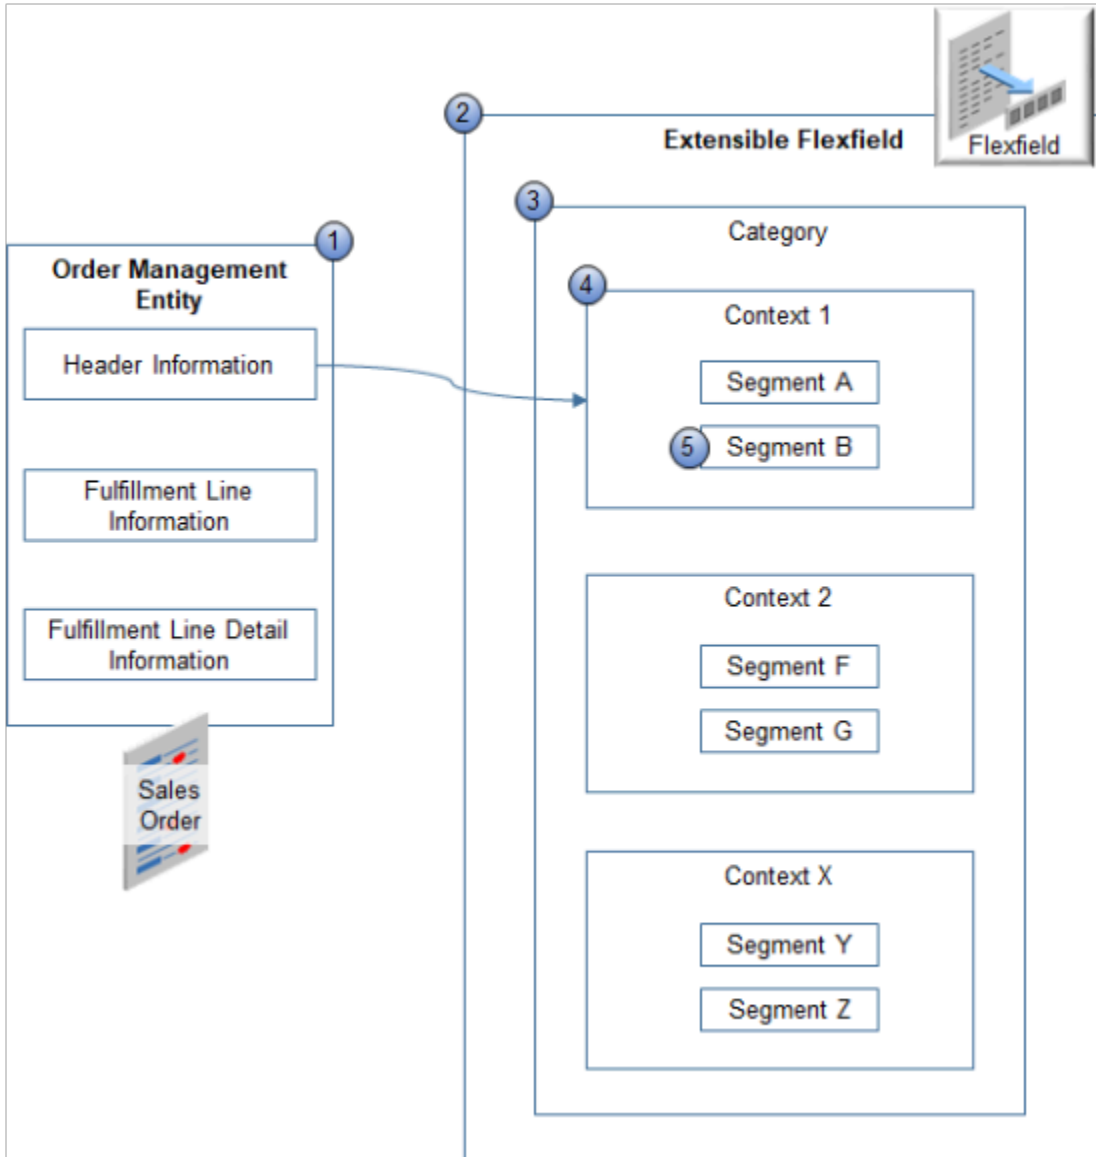 Flexfield
2
Extensible Flexfield
3
Category
1
Order Management
Entity
Header Information
Fulfillment Line
Information
Fulfillment Line Detail
Information
Sales
Order
4
Context 1
Segment A
5
Segment B
Context 2
Segment F
Segment G
Context X
Segment Y
Segment Z